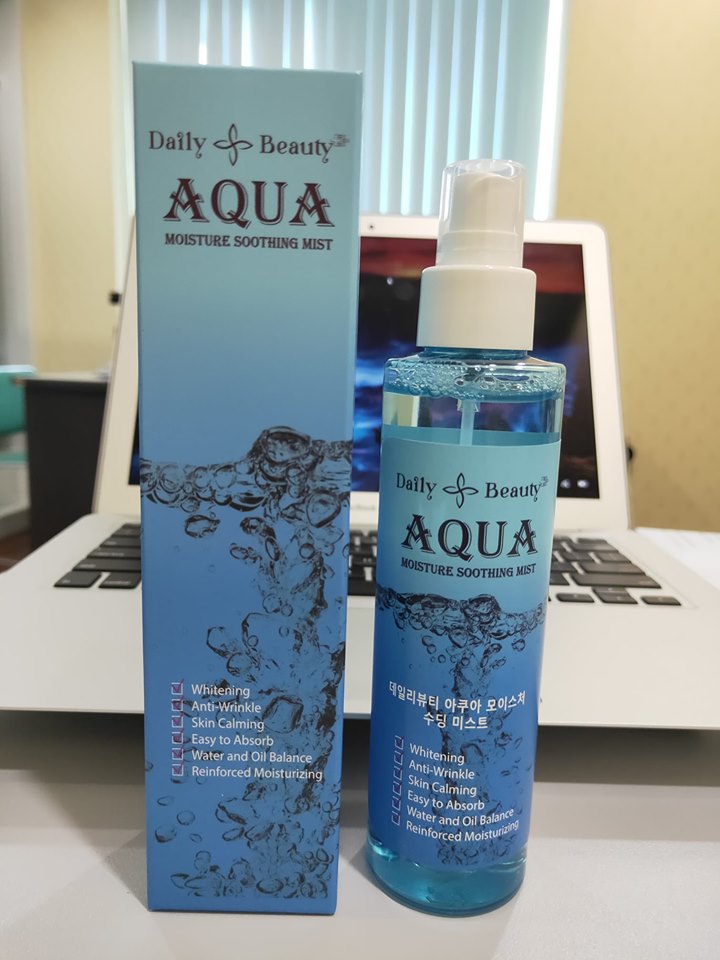 Daily Beauty
AQUA
MOISTURE SOOTHING MIST
Whitening
Anti-Wrinkle
Skin Calming
Easy to Absorb
Water and Oil Balance
Reinforced Moisturizing
Daily Beauty
AQUA
MOISTURE SOOTHING MIST
데일리뷰티 아쿠아 모이스쳐
수딩 미스트
Whitening
Anti-Wrinkle
Skin Calming
Easy to Absorb
Water and Oil Balance
Reinforced Moisturizing